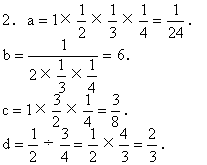 2. a = 1 × 1/2 × 1/3 × 1/4 = 1/24.
b = 1/(2 × 1/3 × 1/4) = 6.
c = 1 × 3/2 × 1/4 = 3/8.
d = 1/2 ÷ 3/4 = 1/2 × 4/3 = 2/3.